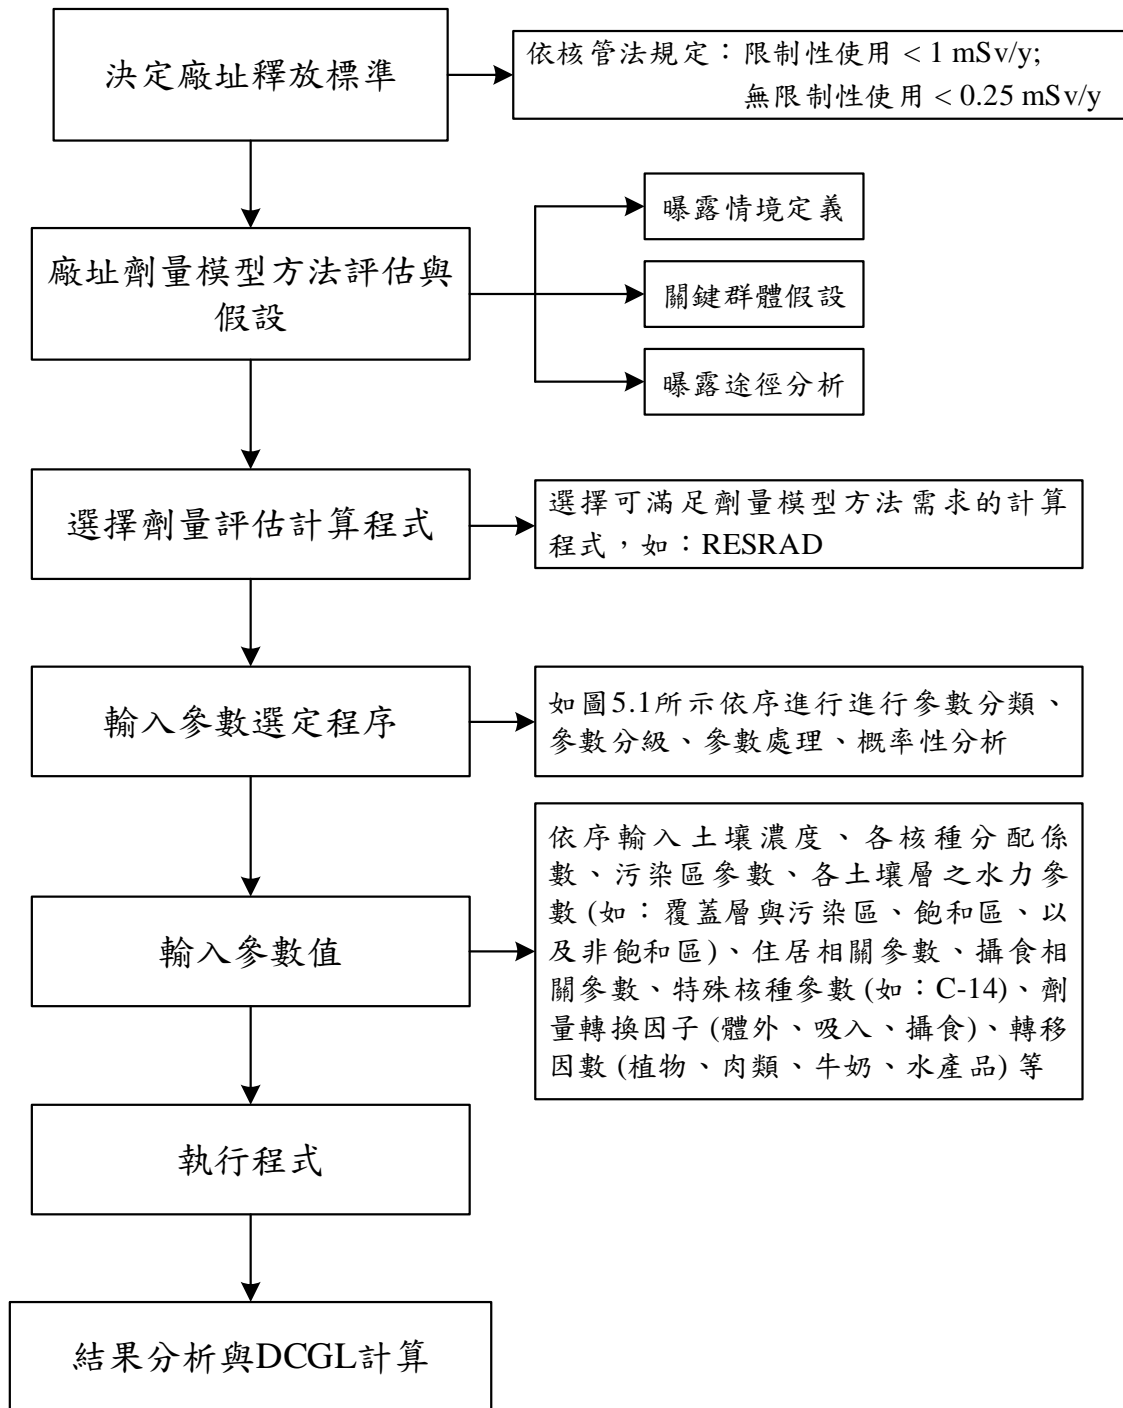 決定廠址釋放標準
依核管法規定：限制性使用 < 1 mSv/y;
無限制性使用 < 0.25 mSv/y
廠址劑量模型方法評估與
假設
曝露情境定義
關鍵群體假設
曝露途徑分析
選擇劑量評估計算程式
選擇可滿足劑量模型方法需求的計算
程式，如：RESRAD
輸入參數選定程序
如圖5.1所示依序進行進行參數分類、
參數分級、參數處理、概率性分析
輸入參數值
依序輸入土壤濃度、各核種分配係
數、污染區參數、各土壤層之水力參
數 (如：覆蓋層與污染區、飽和區、以
及非飽和區)、住居相關參數、攝食相
關參數、特殊核種參數 (如：C-14)、劑
量轉換因子 (體外、吸入、攝食)、轉移
因數 (植物、肉類、牛奶、水產品) 等
執行程式
結果分析與DCGL計算